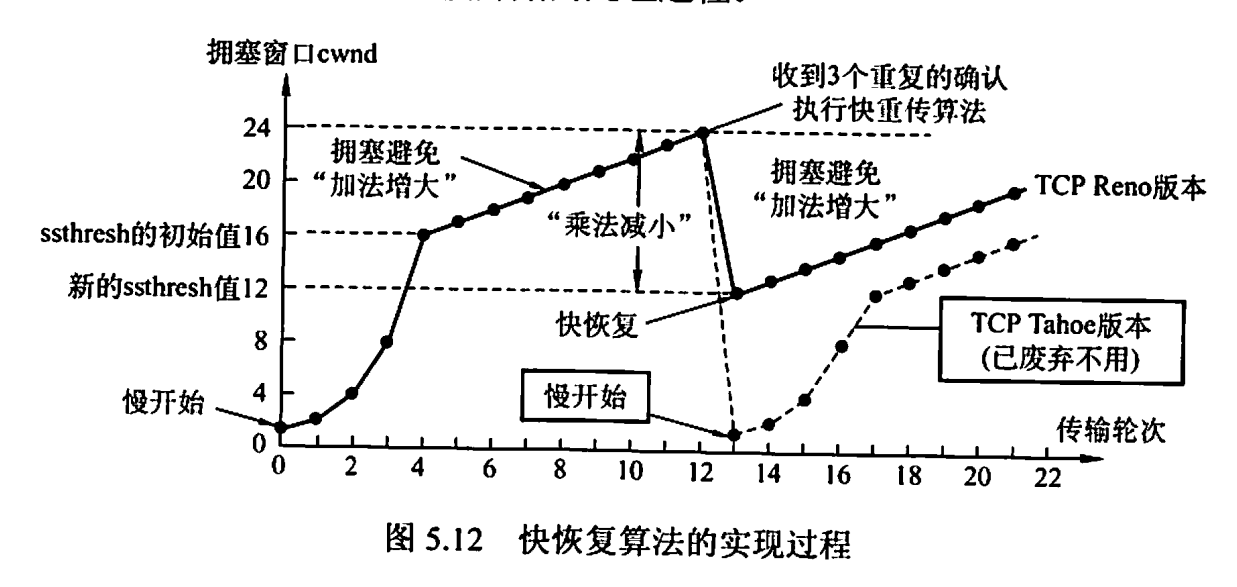 拥塞窗口cwnd
收到3个重复的确认
执行快重传算法
24
拥塞避免
“加法增大”
拥塞避免
“加法增大”
20
TCP Reno版本
“乘法减小”
ssthresh的初始值16
新的ssthresh值12
快恢复
TCP Tahoe版本
(已废弃不用)
8
慢开始
4
慢开始
传输轮次
0
0 2 4 6 8 10 12 14 16 18 20 22
图 5.12 快恢复算法的实现过程